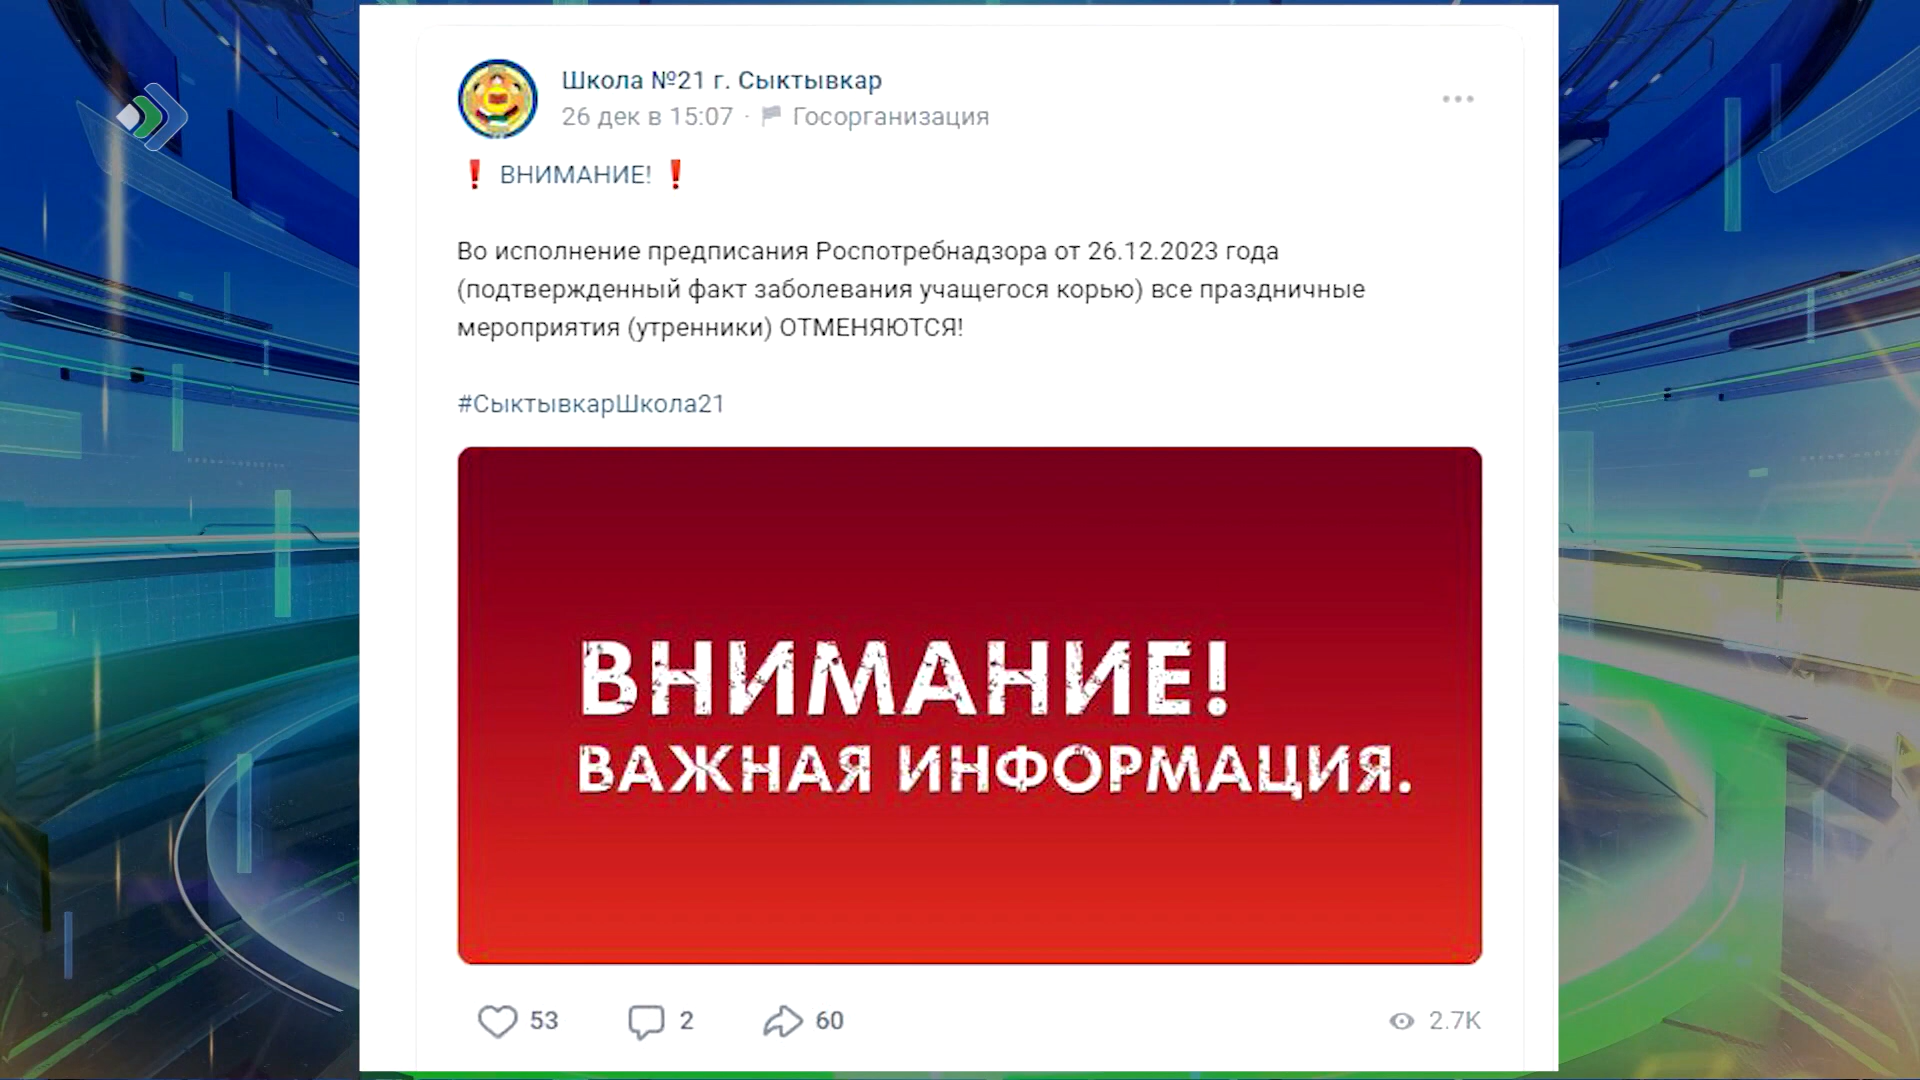 Школа №21 г. Сыктывкар
26 дек в 15:07 · Госорганизация
❗ ВНИМАНИЕ! ❗
Во исполнение предписания Роспотребнадзора от 26.12.2023 года
(подтвержденный факт заболевания учащегося корью) все праздничные
мероприятия (утренники) ОТМЕНЯЮТСЯ!
#СыктывкарШкола21
ВНИМАНИЕ!
ВАЖНАЯ ИНФОРМАЦИЯ.
53 2 60 2.7K